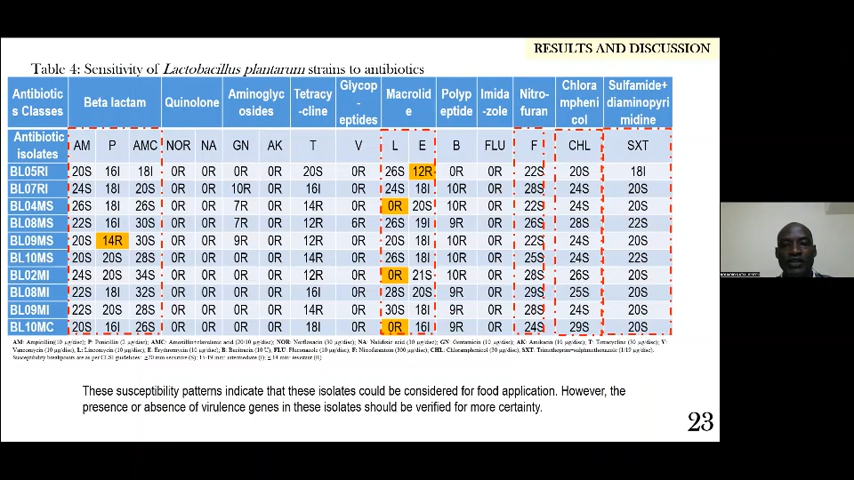 RESULTS AND DISCUSSION
Table 4: Sensitivity of Lactobacillus plantarum strains to antibiotics
Antibiotic s Classes Beta lactam Quinolone Aminoglyc osides Tetracy -cline Glycop - eptides Macrolid e Polyp eptide Imida -zole Nitro- furan Chlora mpheni col Sulfamide+ diaminopyri midine
Antibiotic isolates AM P AMC NOR NA GN AK T V L E B FLU F CHL SXT
BL05RI 20S 16I 18I 0R 0R 0R 0R 20S 0R 26S 12R 0R 0R 22S 20S 18I
BL07RI 24S 18I 20S 0R 0R 10R 0R 16I 0R 24S 18I 10R 0R 28S 24S 20S
BL04MS 26S 18I 26S 0R 0R 7R 0R 14R 0R 0R 20S 10R 0R 22S 24S 20S
BL08MS 22S 16I 30S 0R 0R 7R 0R 12R 6R 26S 19I 9R 0R 26S 28S 22S
BL09MS 20S 14R 30S 0R 0R 9R 0R 12R 0R 20S 18I 10R 0R 22S 24S 20S
BL10MS 20S 20S 28S 0R 0R 0R 0R 14R 0R 26S 18I 10R 0R 25S 24S 22S
BL02MI 24S 20S 34S 0R 0R 0R 0R 12R 0R 0R 21S 10R 0R 28S 26S 20S
BL08MI 22S 18I 32S 0R 0R 0R 0R 16I 0R 28S 20S 9R 0R 29S 25S 20S
BL09MI 22S 20S 28S 0R 0R 0R 0R 14R 0R 30S 18I 9R 0R 28S 24S 20S
BL10MC 20S 16I 26S 0R 0R 0R 0R 18I 0R 0R 16I 9R 0R 24S 29S 20S
These susceptibility patterns indicate that these isolates could be considered for food application. However, the
presence or absence of virulence genes in these isolates should be verified for more certainty.
23